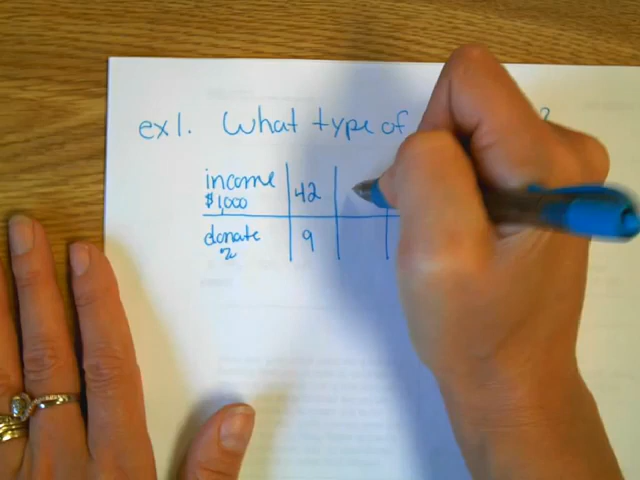 ex1. What type of ?
income 42
$1,000
donate 9
%